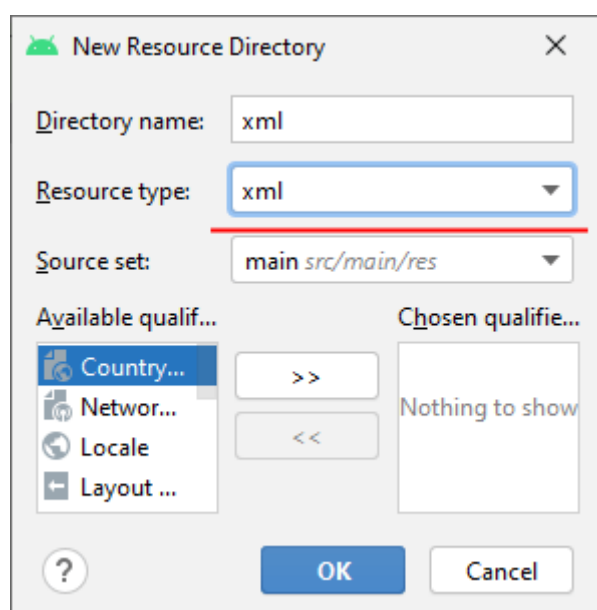 New Resource Directory
Directory name:
xml
Resource type:
xml
Source set:
main src/main/res
Available qualif...
Chosen qualifie...
Country...
Networ...
Locale
Layout ...
>>
<<
Nothing to show
?
OK
Cancel